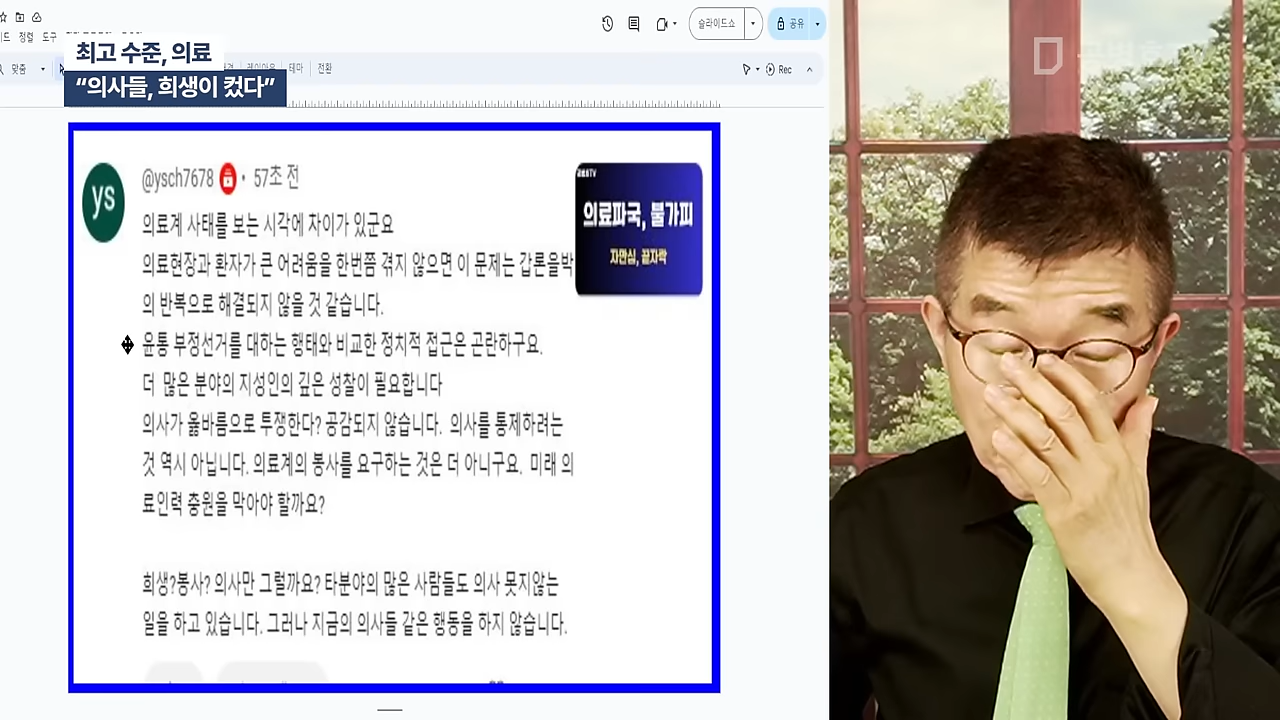 슬라이드쇼
공유
정렬 도구
최고 수준, 의료
맞춤
테마
전환
Rec
“의사들, 희생이 컸다”
ys
@ysch7678 · 57초 전
의료계 사태를 보는 시각에 차이가 있군요
의료현장과 환자가 큰 어려움을 한번쯤 겪지 않으면 이 문제는 갑론을박
의 반복으로 해결되지 않을 것 같습니다.
윤통 부정선거를 대하는 행태와 비교한 정치적 접근은 곤란하구요.
더 많은 분야의 지성인의 깊은 성찰이 필요합니다
의사가 옳바름으로 투쟁한다? 공감되지 않습니다. 의사를 통제하려는
것 역시 아닙니다. 의료계의 봉사를 요구하는 것은 더 아니구요. 미래 의
료인력 충원을 막아야 할까요?
희생?봉사? 의사만 그럴까요? 타분야의 많은 사람들도 의사 못지않는
일을 하고 있습니다. 그러나 지금의 의사들 같은 행동을 하지 않습니다.
의료파국, 불가피
자만심, 끝자락